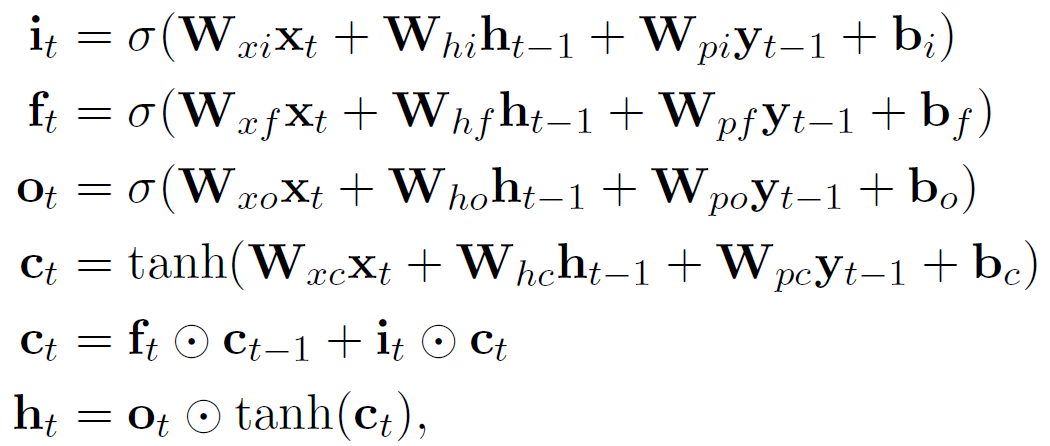 i_t = σ(W_{xi}x_t + W_{hi}h_{t−1} + W_{pi}y_{t−1} + b_i)
f_t = σ(W_{xf}x_t + W_{hf}h_{t−1} + W_{pf}y_{t−1} + b_f)
o_t = σ(W_{xo}x_t + W_{ho}h_{t−1} + W_{po}y_{t−1} + b_o)
c_t = tanh(W_{xc}x_t + W_{hc}h_{t−1} + W_{pc}y_{t−1} + b_c)
c_t = f_t ⊙ c_{t−1} + i_t ⊙ c_t
h_t = o_t ⊙ tanh(c_t),